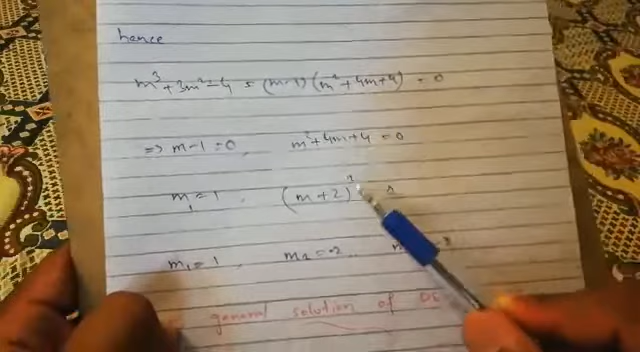 hence
m³+3m²-4 = (m-1)(m²+4m+4) = 0
=> m-1=0, m²+4m+4=0
m₁=1, (m+2)²
m₁=1, m₂=-2,
general solution of DE